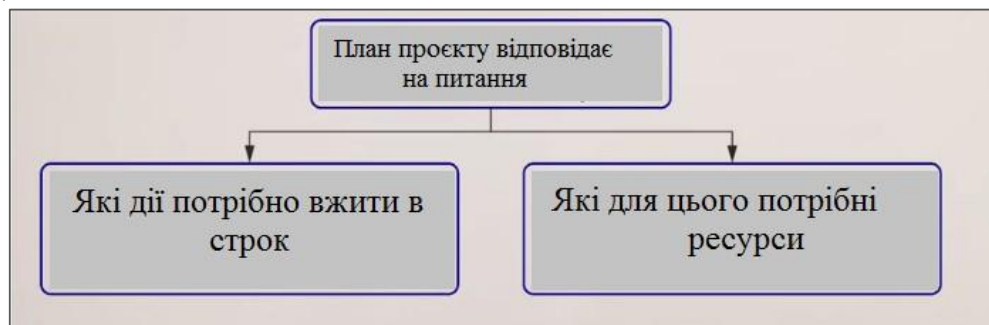 План проєкту відповідає
на питання
Які дії потрібно вжити в
строк
Які для цього потрібні
ресурси